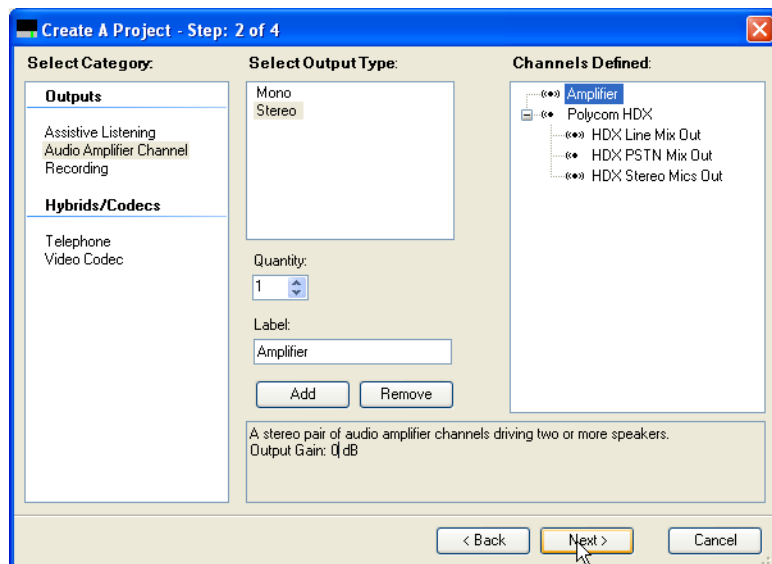 Create A Project - Step: 2 of 4
Select Category:
Outputs
Assistive Listening
Audio Amplifier Channel
Recording
Hybrids/Codecs
Telephone
Video Codec
Select Output Type:
Mono
Stereo
Quantity:
1
Label:
Amplifier
Add
Remove
Channels Defined:
Amplifier
Polycom HDX
HDX Line Mix Out
HDX PSTN Mix Out
HDX Stereo Mics Out
A stereo pair of audio amplifier channels driving two or more speakers.
Output Gain: 0 dB
< Back
Next >
Cancel